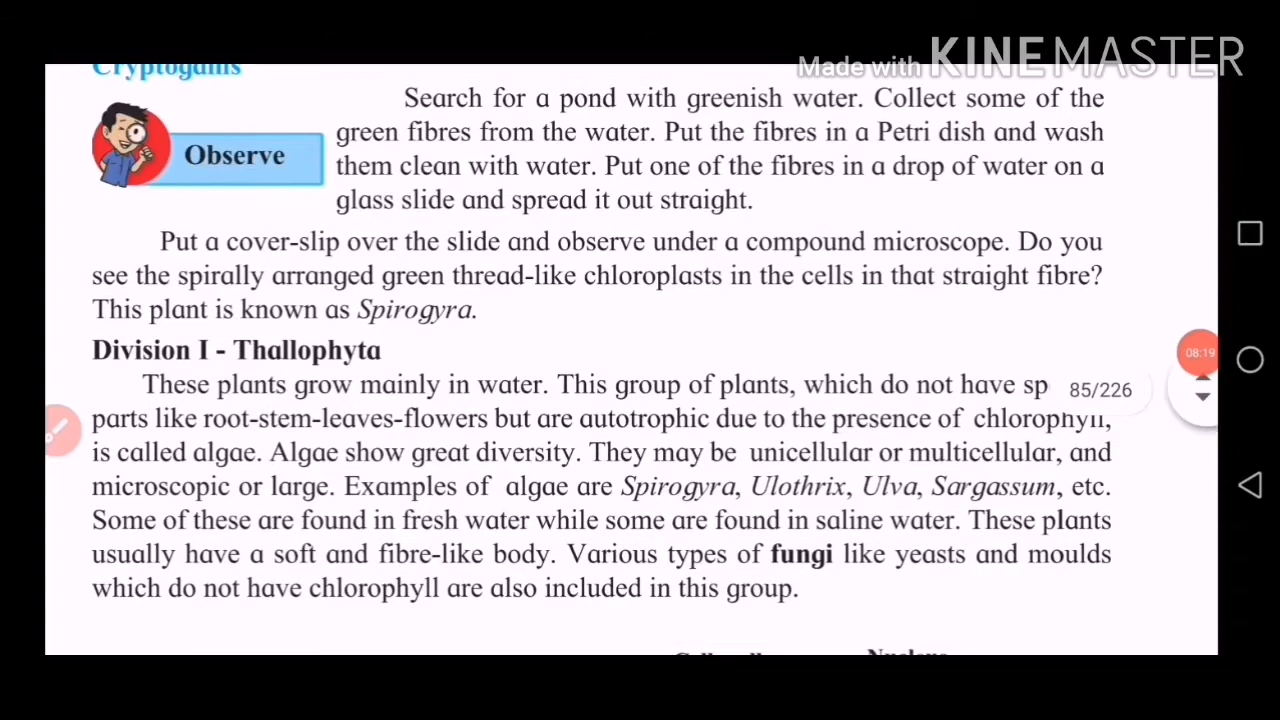 Made with KINEMASTER
Cryptogams
Search for a pond with greenish water. Collect some of the
green fibres from the water. Put the fibres in a Petri dish and wash
Observe
them clean with water. Put one of the fibres in a drop of water on a
glass slide and spread it out straight.
Put a cover-slip over the slide and observe under a compound microscope. Do you
see the spirally arranged green thread-like chloroplasts in the cells in that straight fibre?
This plant is known as Spirogyra.
Division I - Thallophyta
These plants grow mainly in water. This group of plants, which do not have sp
08:19
85/226
parts like root-stem-leaves-flowers but are autotrophic due to the presence of chlorophyll,
is called algae. Algae show great diversity. They may be unicellular or multicellular, and
microscopic or large. Examples of algae are Spirogyra, Ulothrix, Ulva, Sargassum, etc.
Some of these are found in fresh water while some are found in saline water. These plants
usually have a soft and fibre-like body. Various types of fungi like yeasts and moulds
which do not have chlorophyll are also included in this group.